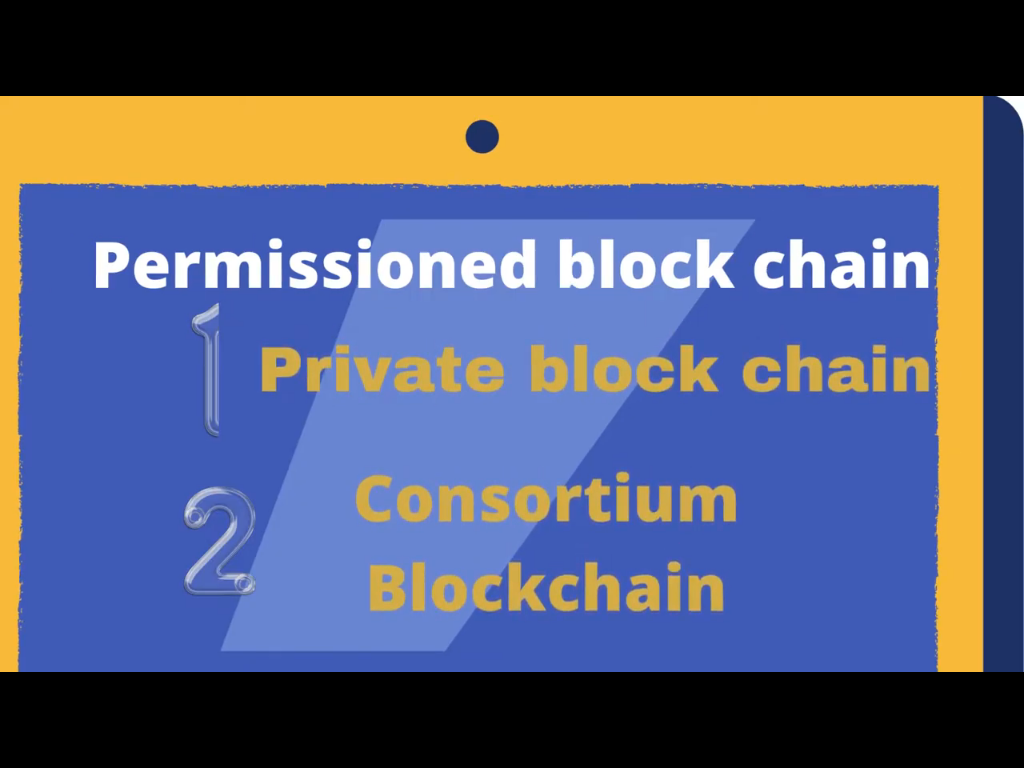 Permissioned block chain
1 Private block chain
2 Consortium
Blockchain